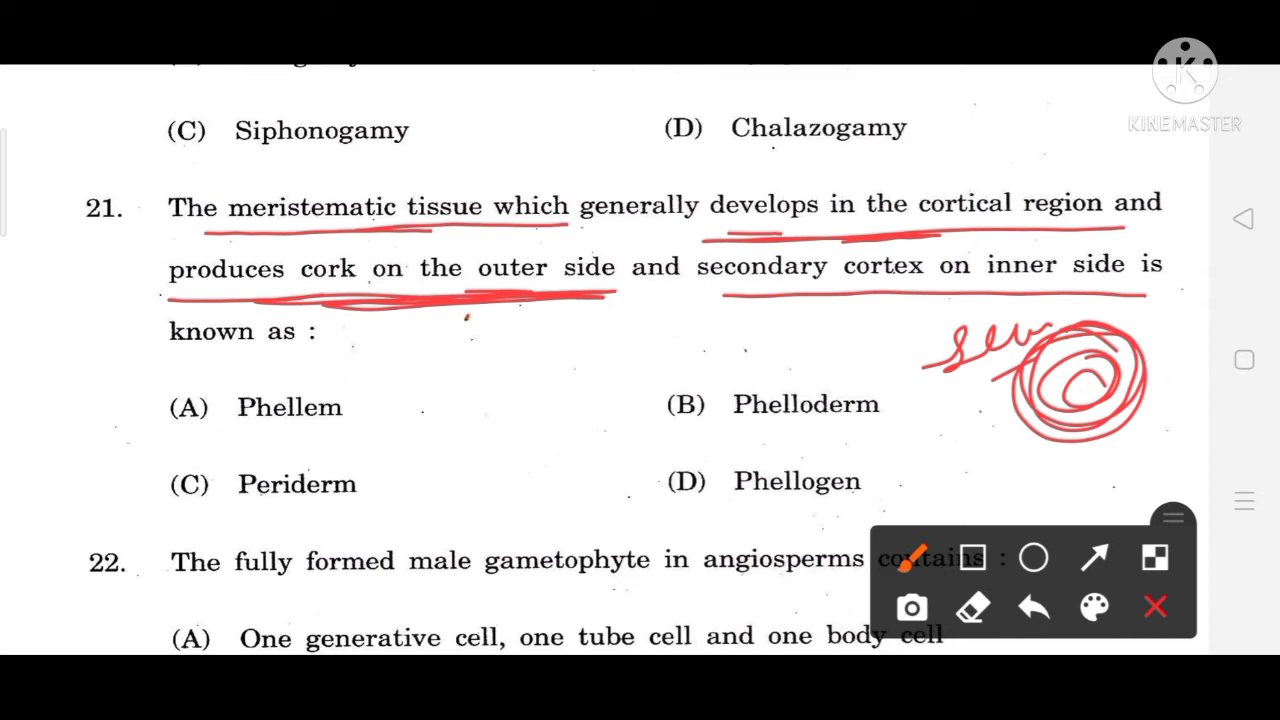 (C) Siphonogamy (D) Chalazogamy
K
KINEMASTER
21. The meristematic tissue which generally develops in the cortical region and
produces cork on the outer side and secondary cortex on inner side is
known as :
(A) Phellem (B) Phelloderm
(C) Periderm (D) Phellogen
22. The fully formed male gametophyte in angiosperms contains :
(A) One generative cell, one tube cell and one body cell